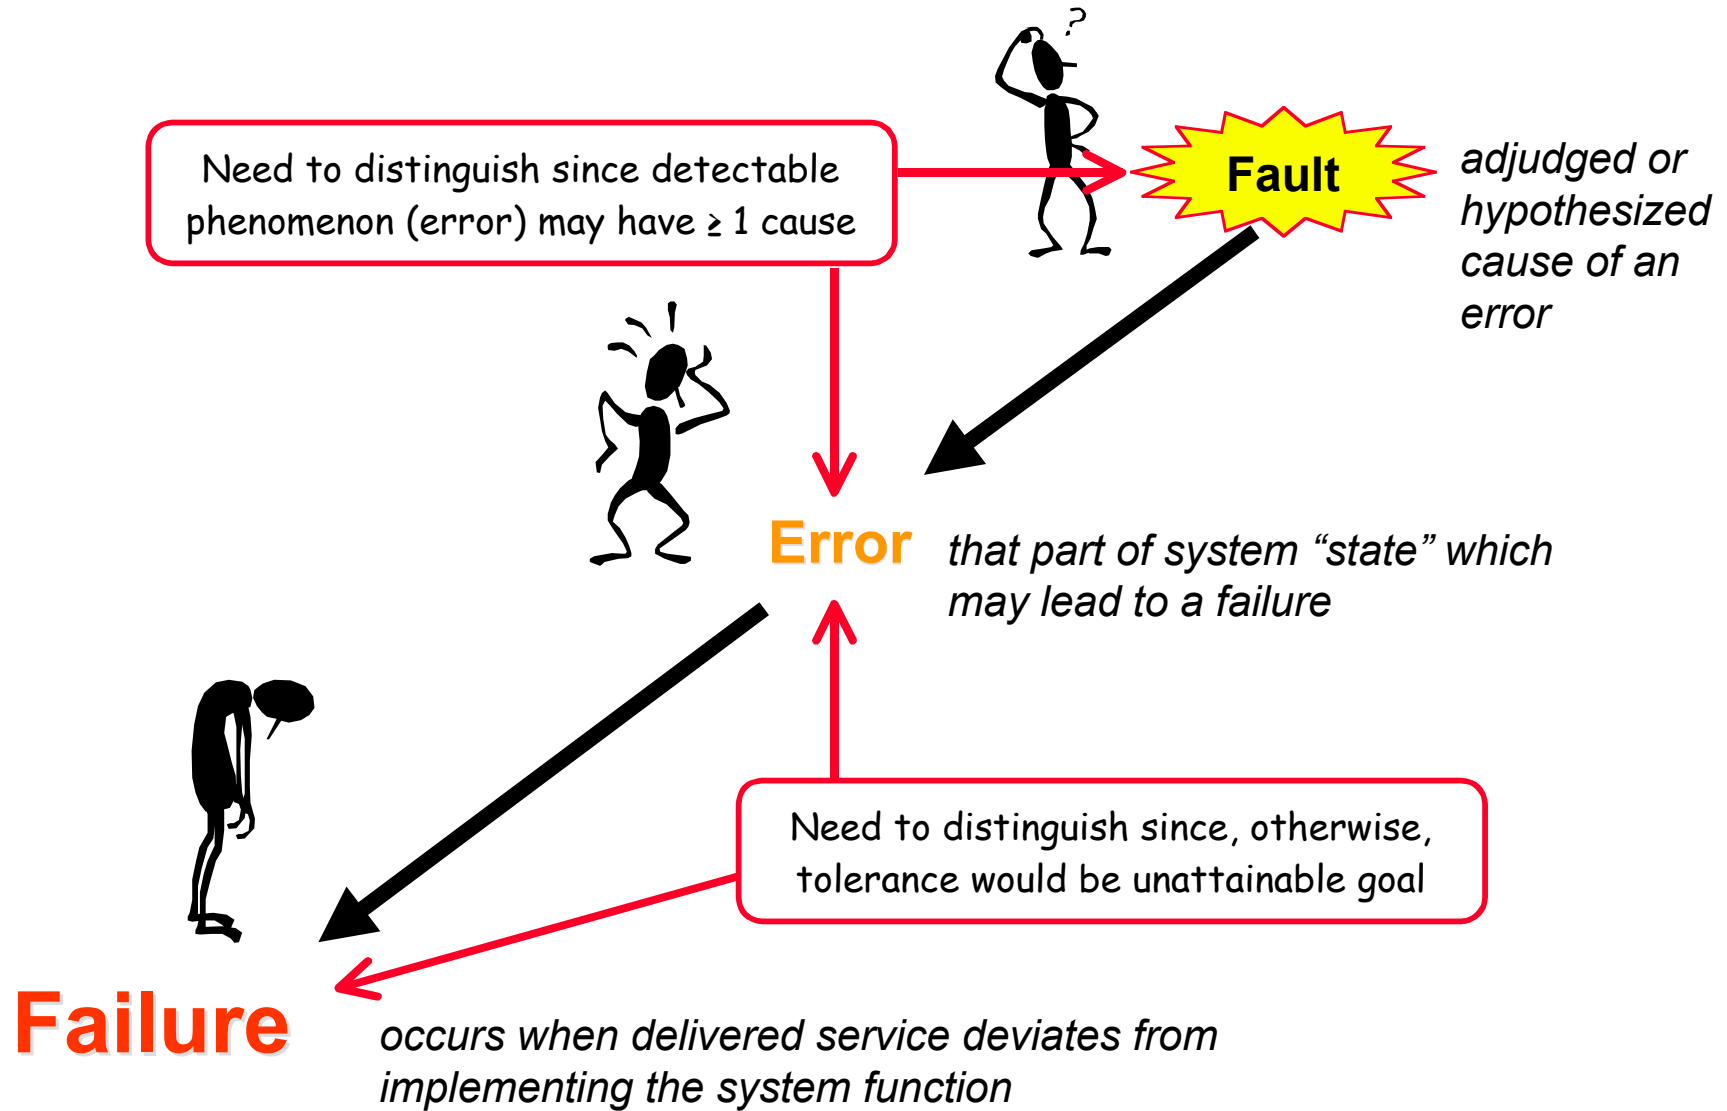 ?
Need to distinguish since detectable
phenomenon (error) may have ≥ 1 cause
Fault
adjudged or
hypothesized
cause of an
error
Error
that part of system “state” which
may lead to a failure
Need to distinguish since, otherwise,
tolerance would be unattainable goal
Failure
occurs when delivered service deviates from
implementing the system function